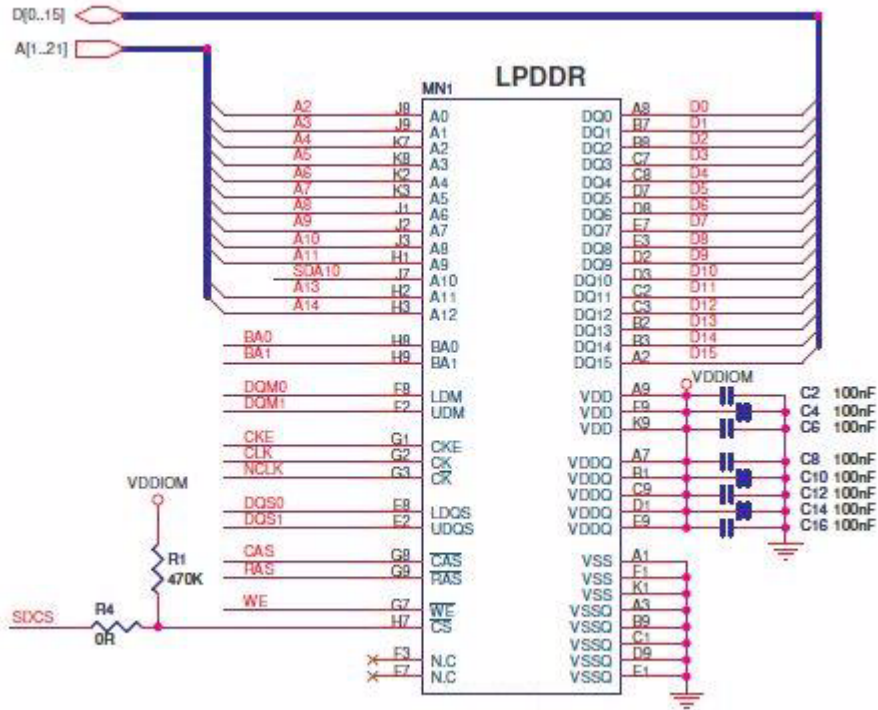 D[0..15]
A[1..21]
LPDDR
MN1
A2 J8 A0 DQ0 A8 D0
A3 J9 A1 DQ1 B7 D1
A4 K7 A2 DQ2 B8 D2
A5 K8 A3 DQ3 C7 D3
A6 K2 A4 DQ4 C8 D4
A7 K3 A5 DQ5 D7 D5
A8 J1 A6 DQ6 D8 D6
A9 J2 A7 DQ7 E7 D7
A10 J3 A8 DQ8 E3 D8
A11 H1 A9 DQ9 D2 D9
SDA10 J7 A10 DQ10 D3 D10
A13 H2 A11 DQ11 C2 D11
A14 H3 A12 DQ12 C3 D12
DQ13 B2 D13
BA0 H8 BA0 DQ14 B3 D14
BA1 H9 BA1 DQ15 A2 D15
VDDIOM
DQM0 F8 LDM VDD A9 C2 100nF
DQM1 F2 UDM VDD F9 C4 100nF
VDD K9 C6 100nF
CKE G1 CKE
CLK G2 CK VDDQ A7 C8 100nF
NCLK G3 CK VDDQ B1 C10 100nF
VDDIOM
VDDQ C9 C12 100nF
DQS0 E8 LDQS VDDQ D1 C14 100nF
DQS1 E2 UDQS VDDQ E9 C16 100nF
R1
470K
CAS G8 CAS VSS A1
RAS G9 RAS VSS F1
VSS K1
WE G7 WE VSSQ A3
SDCS R4 0R H7 CS VSSQ B9
VSSQ C1
F3 N.C VSSQ D9
F7 N.C VSSQ E1